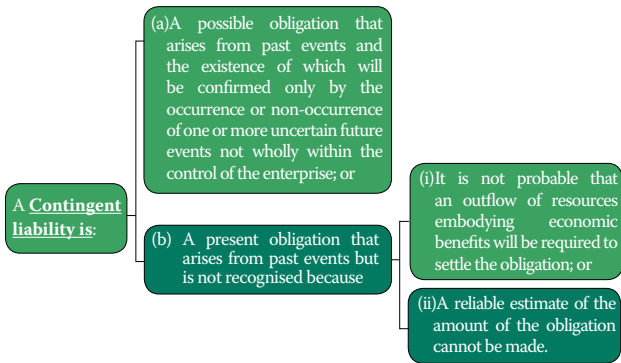 A Contingent
liability is:
(a)A possible obligation that
arises from past events and
the existence of which will
be confirmed only by the
occurrence or non-occurrence
of one or more uncertain future
events not wholly within the
control of the enterprise; or
(b) A present obligation that
arises from past events but
is not recognised because
(i)It is not probable that
an outflow of resources
embodying economic
benefits will be required to
settle the obligation; or
(ii)A reliable estimate of the
amount of the obligation
cannot be made.